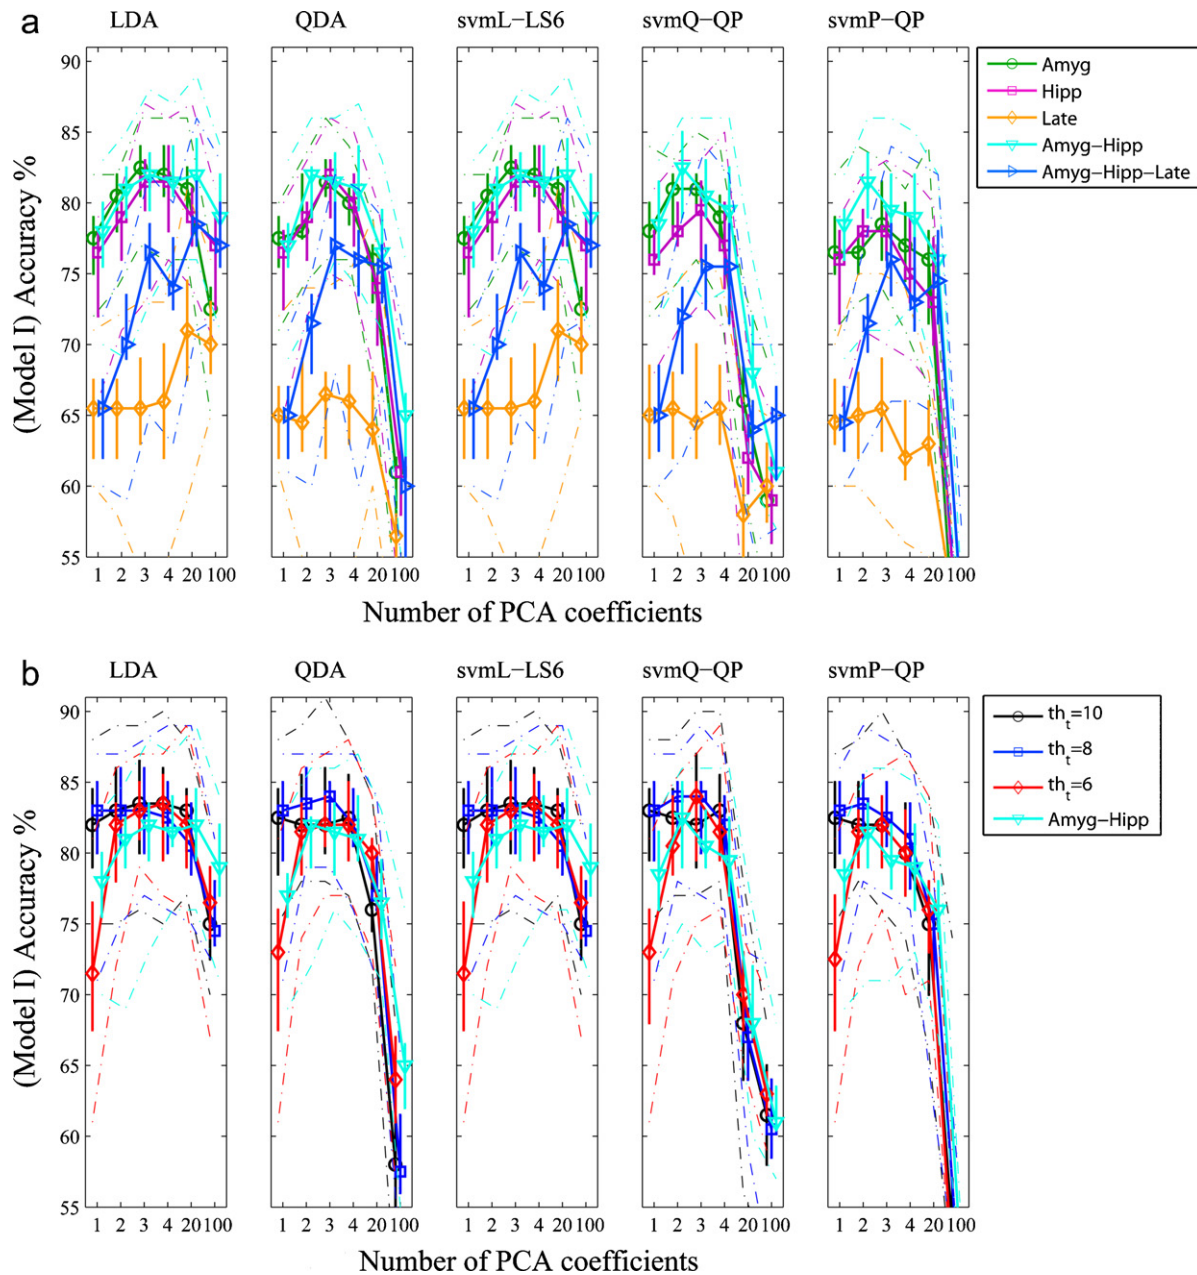 a
LDA QDA svmL−LS6 svmQ−QP svmP−QP
(Model I) Accuracy %
90
85
80
75
70
65
60
55
1 2 3 4 20 100 1 2 3 4 20 100 1 2 3 4 20 100 1 2 3 4 20 100 1 2 3 4 20 100
Number of PCA coefficients
Amyg
Hipp
Late
Amyg−Hipp
Amyg−Hipp−Late
b
LDA QDA svmL−LS6 svmQ−QP svmP−QP
(Model I) Accuracy %
90
85
80
75
70
65
60
55
1 2 3 4 20 100 1 2 3 4 20 100 1 2 3 4 20 100 1 2 3 4 20 100 1 2 3 4 20 100
Number of PCA coefficients
th_t=10
th_t=8
th_t=6
Amyg−Hipp